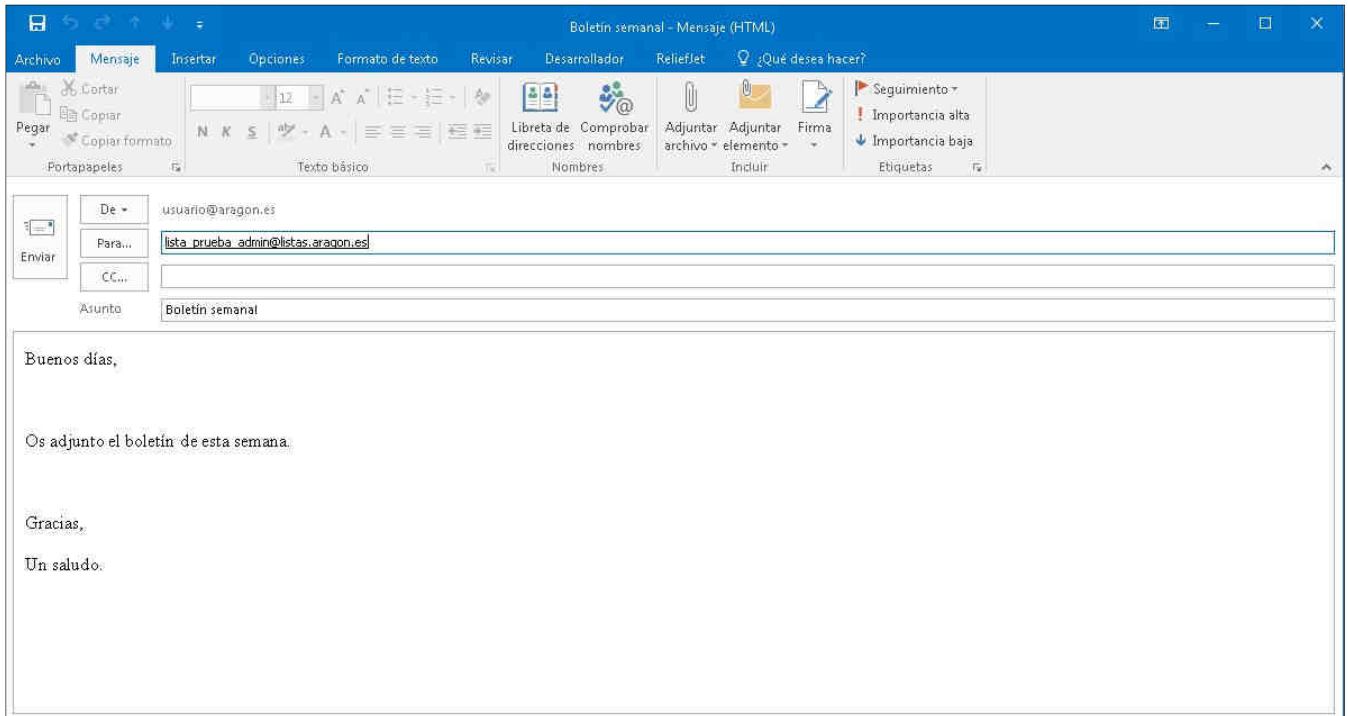 Boletín semanal - Mensaje (HTML)
Archivo Mensaje Insertar Opciones Formato de texto Revisar Desarrollador ReliefJet ¿Qué desea hacer?
Pegar
Cortar
Copiar
Copiar formato
Portapapeles
12
N K S
Texto básico
Libreta de direcciones
Comprobar nombres
Nombres
Adjuntar archivo
Adjuntar elemento
Firma
Incluir
Seguimiento
Importancia alta
Importancia baja
Etiquetas
Enviar
De usuario@aragon.es
Para... lista_prueba_admin@listas.aragon.es
CC...
Asunto Boletín semanal
Buenos días,
Os adjunto el boletín de esta semana.
Gracias,
Un saludo.